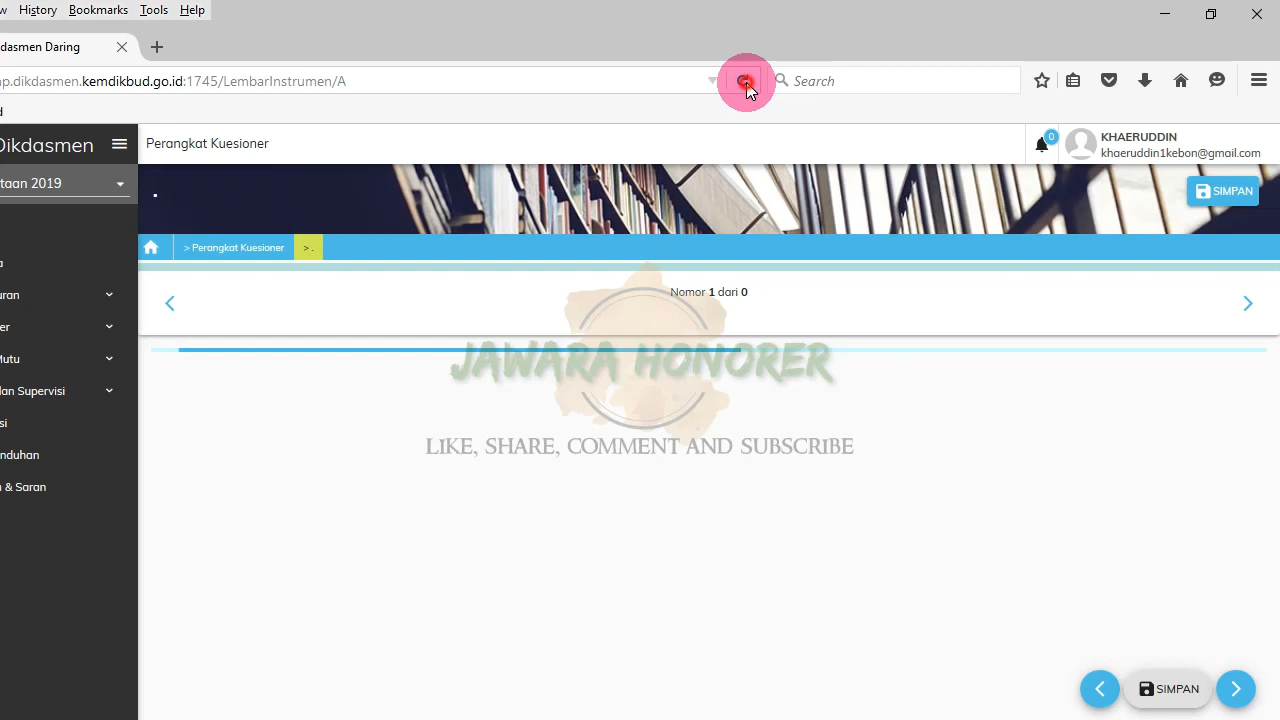 History Bookmarks Tools Help
dasmen Daring
.dikdasmen.kemdikbud.go.id:1745/LembarInstrumen/A
Search
Dikdasmen
Perangkat Kuesioner
0
KHAERUDDIN
khaeruddin1kebon@gmail.com
taan 2019
.
SIMPAN
> Perangkat Kuesioner
> .
Nomor 1 dari 0
JAWARA HONORER
LIKE, SHARE, COMMENT AND SUBSCRIBE
uran
er
Mutu
dan Supervisi
si
nduhan
& Saran
SIMPAN